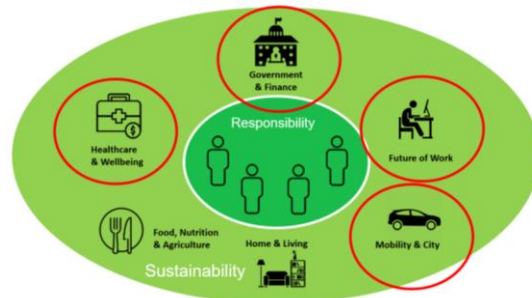 Government
& Finance
Responsibility
Healthcare
& Wellbeing
Future of Work
Food, Nutrition
& Agriculture
Home & Living
Mobility & City
Sustainability
$